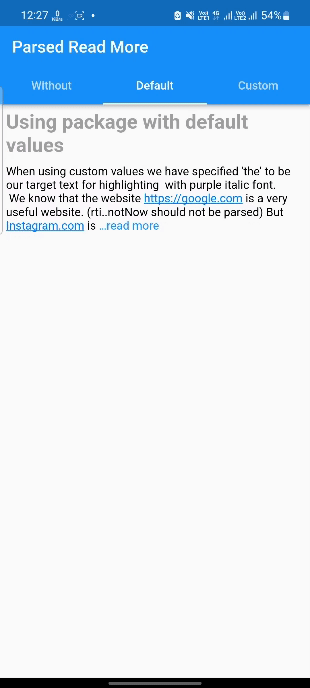 12:27 0 KB/s
Vo) LTE1 4G Vo) LTE2 54%
Parsed Read More
Without Default Custom
Using package with default
values
When using custom values we have specified 'the' to be
our target text for highlighting  with purple italic font.
We know that the website https://google.com is a very
useful website. (rti..notNow should not be parsed) But
Instagram.com is ...read more